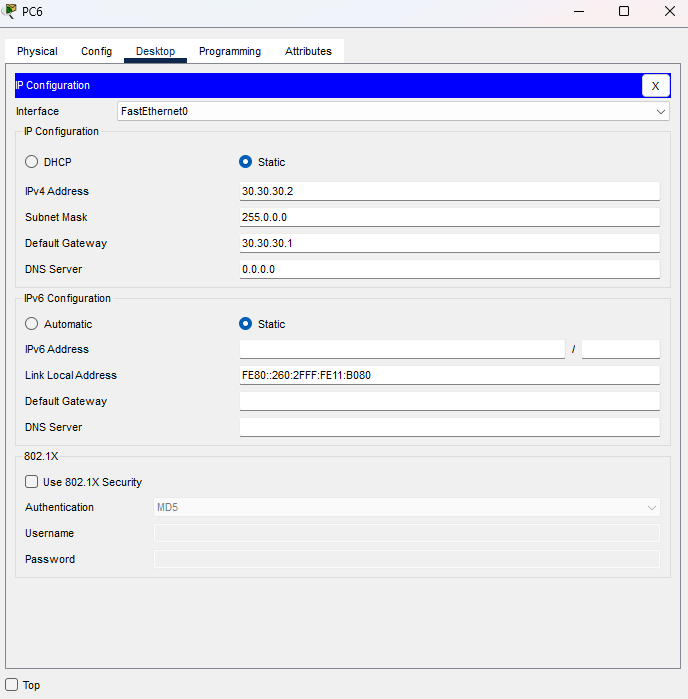 PC6
Physical Config Desktop Programming Attributes
IP Configuration X
Interface FastEthernet0
IP Configuration
DHCP Static
IPv4 Address 30.30.30.2
Subnet Mask 255.0.0.0
Default Gateway 30.30.30.1
DNS Server 0.0.0.0
IPv6 Configuration
Automatic Static
IPv6 Address /
Link Local Address FE80::260:2FFF:FE11:B080
Default Gateway
DNS Server
802.1X
Use 802.1X Security
Authentication MD5
Username
Password
Top